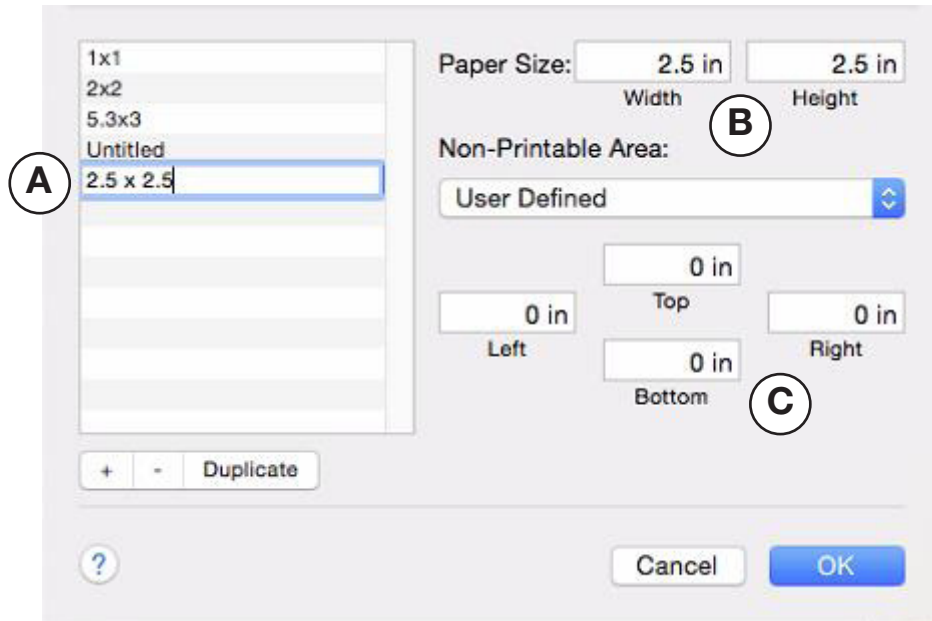 1x1
2x2
5.3x3
Untitled
A
2.5 x 2.5
+ - Duplicate
Paper Size: 2.5 in 2.5 in
Width Height
B
Non-Printable Area:
User Defined
0 in
Top
0 in
Left
0 in
Right
0 in
Bottom
C
?
Cancel
OK